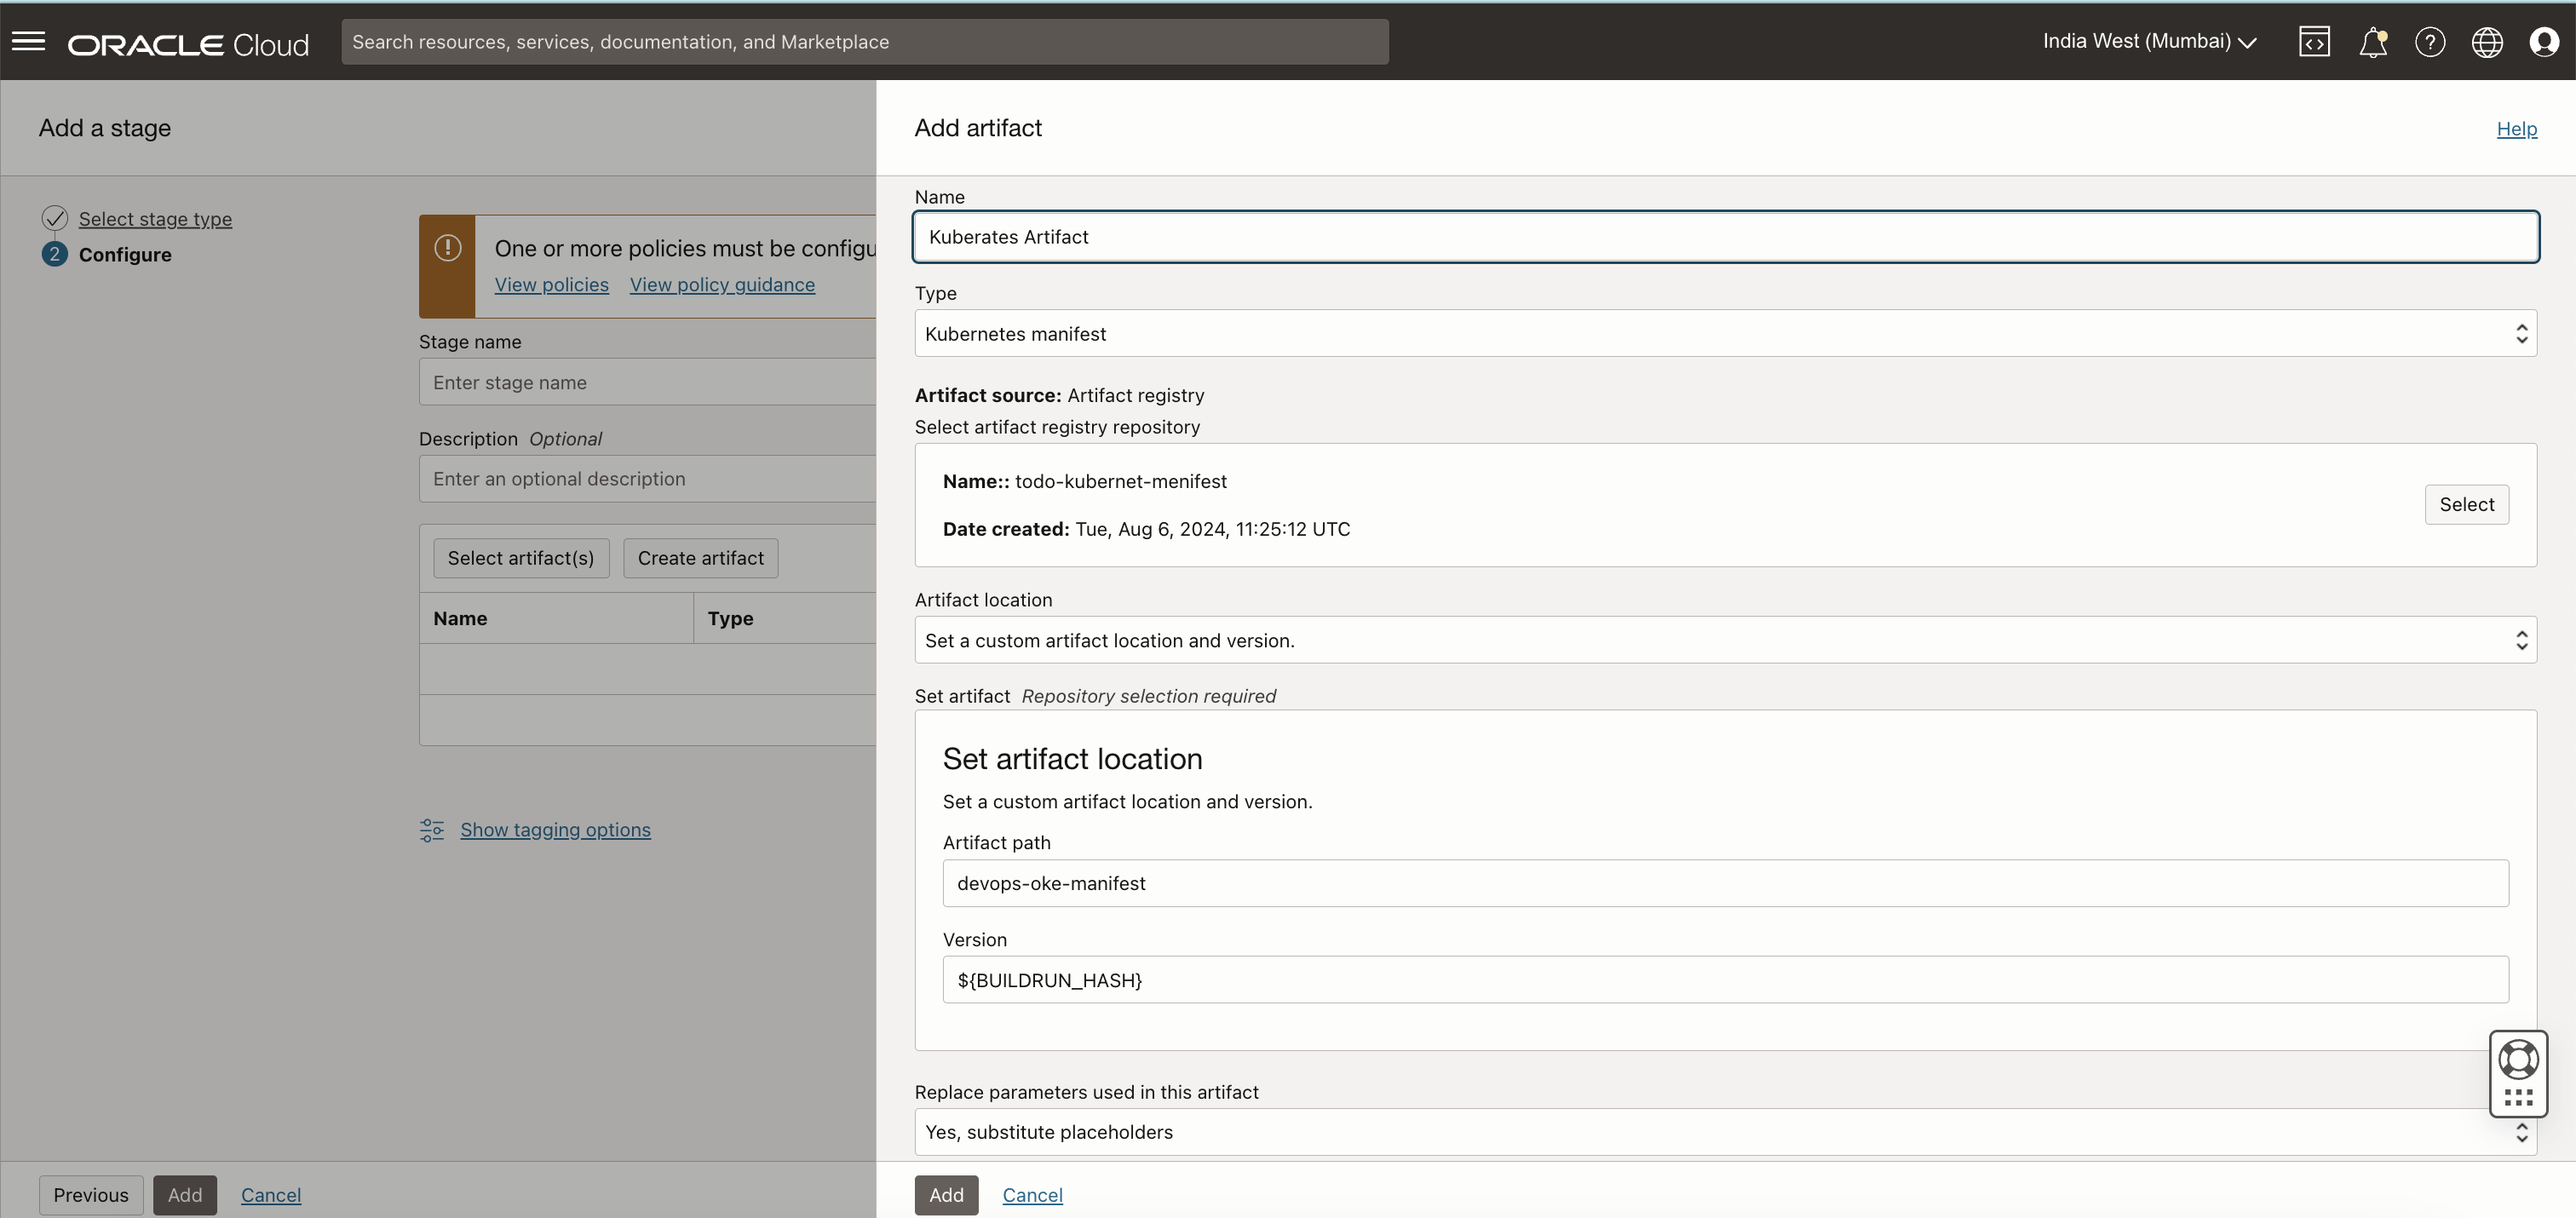 ORACLE Cloud
Search resources, services, documentation, and Marketplace
India West (Mumbai)
Add a stage
Select stage type
2 Configure
One or more policies must be configu
View policies View policy guidance
Stage name
Enter stage name
Description Optional
Enter an optional description
Select artifact(s) Create artifact
Name Type
Show tagging options
Previous Add Cancel
Add artifact
Help
Name
Kuberates Artifact
Type
Kubernetes manifest
Artifact source: Artifact registry
Select artifact registry repository
Name:: todo-kubernet-menifest
Date created: Tue, Aug 6, 2024, 11:25:12 UTC
Select
Artifact location
Set a custom artifact location and version.
Set artifact Repository selection required
Set artifact location
Set a custom artifact location and version.
Artifact path
devops-oke-manifest
Version
${BUILDRUN_HASH}
Replace parameters used in this artifact
Yes, substitute placeholders
Add Cancel